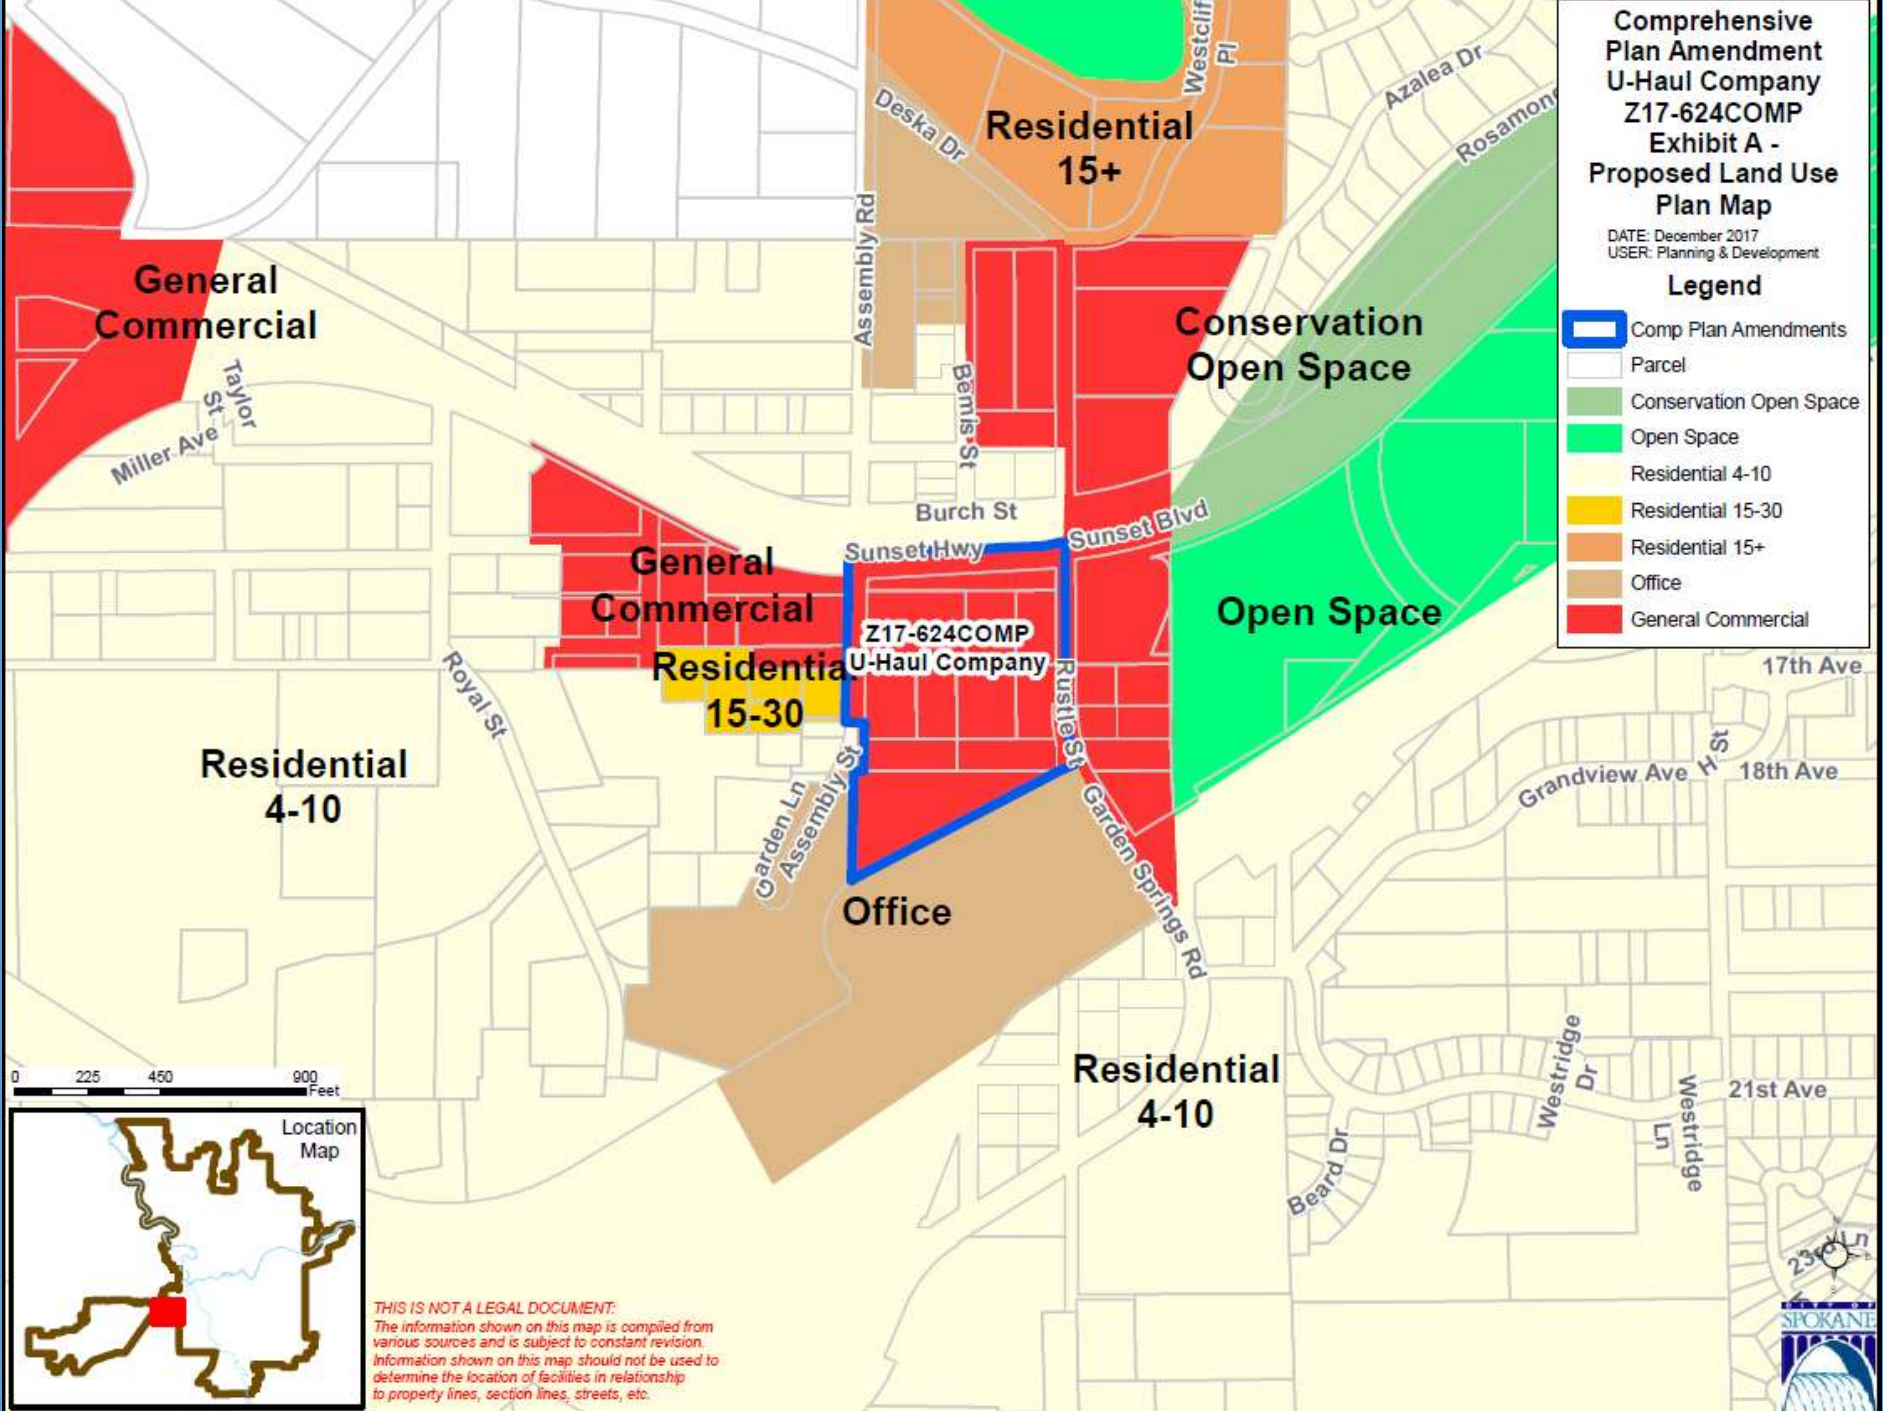 Comprehensive
Plan Amendment
U-Haul Company
Z17-624COMP
Exhibit A -
Proposed Land Use
Plan Map
DATE: December 2017
USER: Planning & Development
Legend
Comp Plan Amendments
Parcel
Conservation Open Space
Open Space
Residential 4-10
Residential 15-30
Residential 15+
Office
General Commercial
Westclif
Pl
Azalea Dr
Rosamon
Deska Dr
Residential
15+
Assembly Rd
General
Commercial
Conservation
Open Space
Taylor
St
Miller Ave
Bemis St
Burch St
Sunset Hwy
Sunset Blvd
General
Commercial
Open Space
Z17-624COMP
U-Haul Company
Residentia
15-30
Rustle St
17th Ave
Royal St
Residential
4-10
H St
18th Ave
Grandview Ave
Garden Ln
Assembly St
Garden Springs Rd
Office
Residential
4-10
Westridge
Dr
Westridge
Ln
21st Ave
Beard Dr
23rd Ln
0 225 450 900
Feet
Location
Map
THIS IS NOT A LEGAL DOCUMENT:
The information shown on this map is compiled from
various sources and is subject to constant revision.
Information shown on this map should not be used to
determine the location of facilities in relationship
to property lines, section lines, streets, etc.
CITY OF
SPOKANE